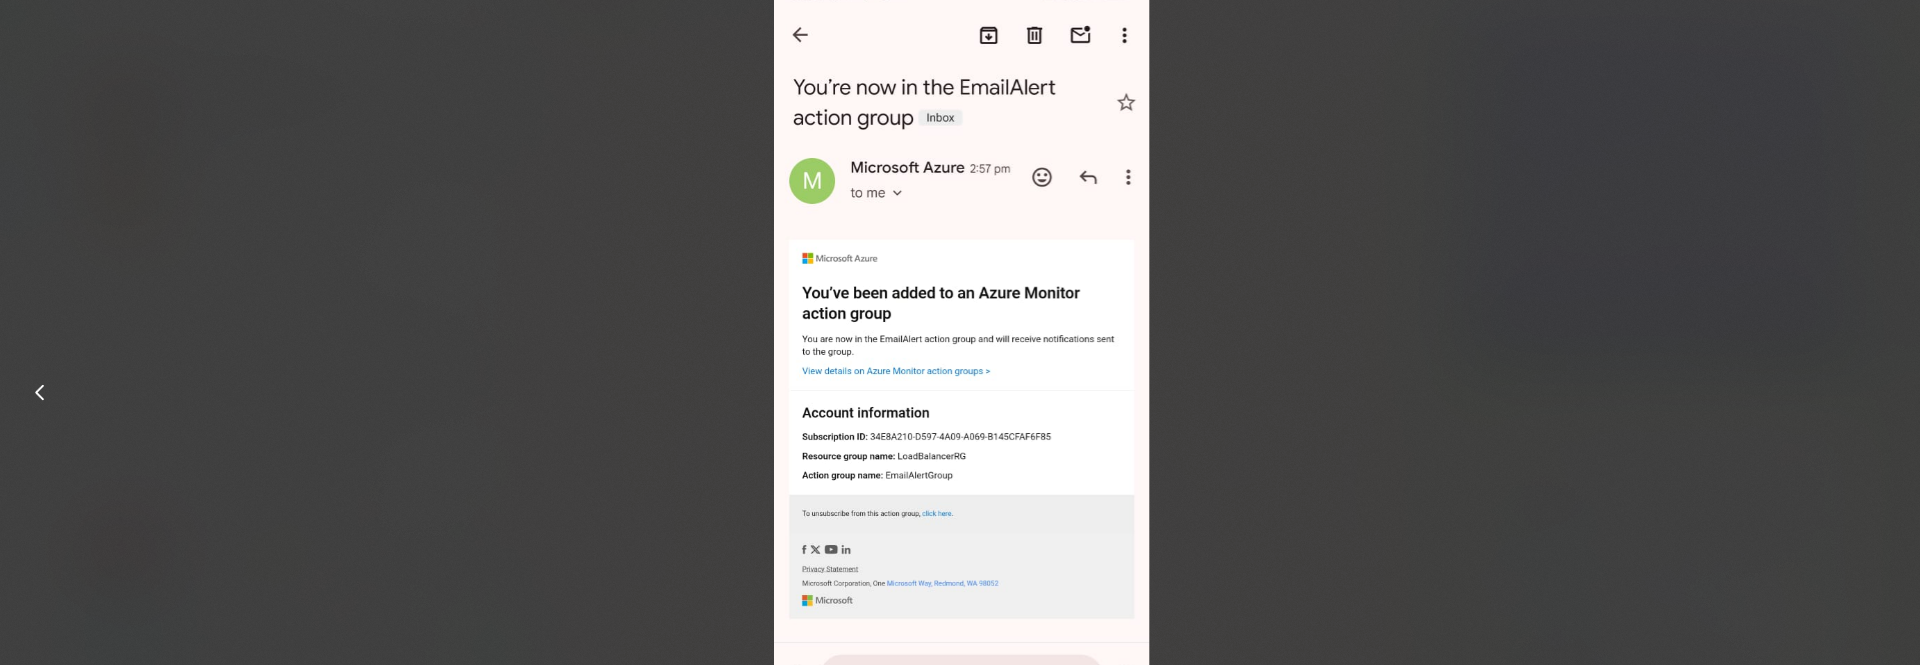 You're now in the EmailAlert
action group Inbox
M
Microsoft Azure 2:57 pm
to me
Microsoft Azure
You've been added to an Azure Monitor
action group
You are now in the EmailAlert action group and will receive notifications sent
to the group.
View details on Azure Monitor action groups >
Account information
Subscription ID: 34E8A210-D597-4A09-A069-B145CFAF6F85
Resource group name: LoadBalancerRG
Action group name: EmailAlertGroup
To unsubscribe from this action group, click here.
Privacy Statement
Microsoft Corporation, One Microsoft Way, Redmond, WA 98052
Microsoft